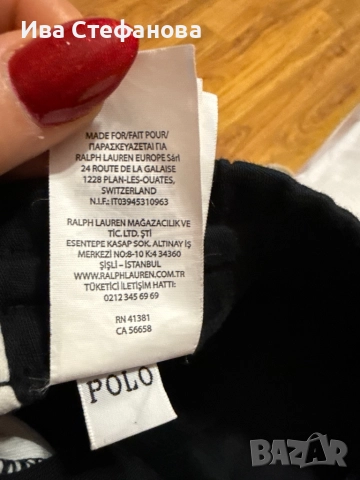 Ива Стефанова
MADE FOR/FAIT POUR/
ΠΑΡΑΣΚΕΥΑΖΕΤΑΙ ΓΙΑ
RALPH LAUREN EUROPE Sàrl
24 ROUTE DE LA GALAISE
1228 PLAN-LES-OUATES,
SWITZERLAND
N.I.F.: IT03945310963
RALPH LAUREN MAĞAZACILIK VE
TİC. LTD. ŞTİ
ESENTEPE KASAP SOK. ALTINAY İŞ
MERKEZİ NO:8-10 K:4 34360
ŞİŞLİ - İSTANBUL
WWW.RALPHLAUREN.COM.TR
TÜKETİCİ İLETİŞİM HATTI:
0212 345 69 69
RN 41381
CA 56658
POLO
BAZAR